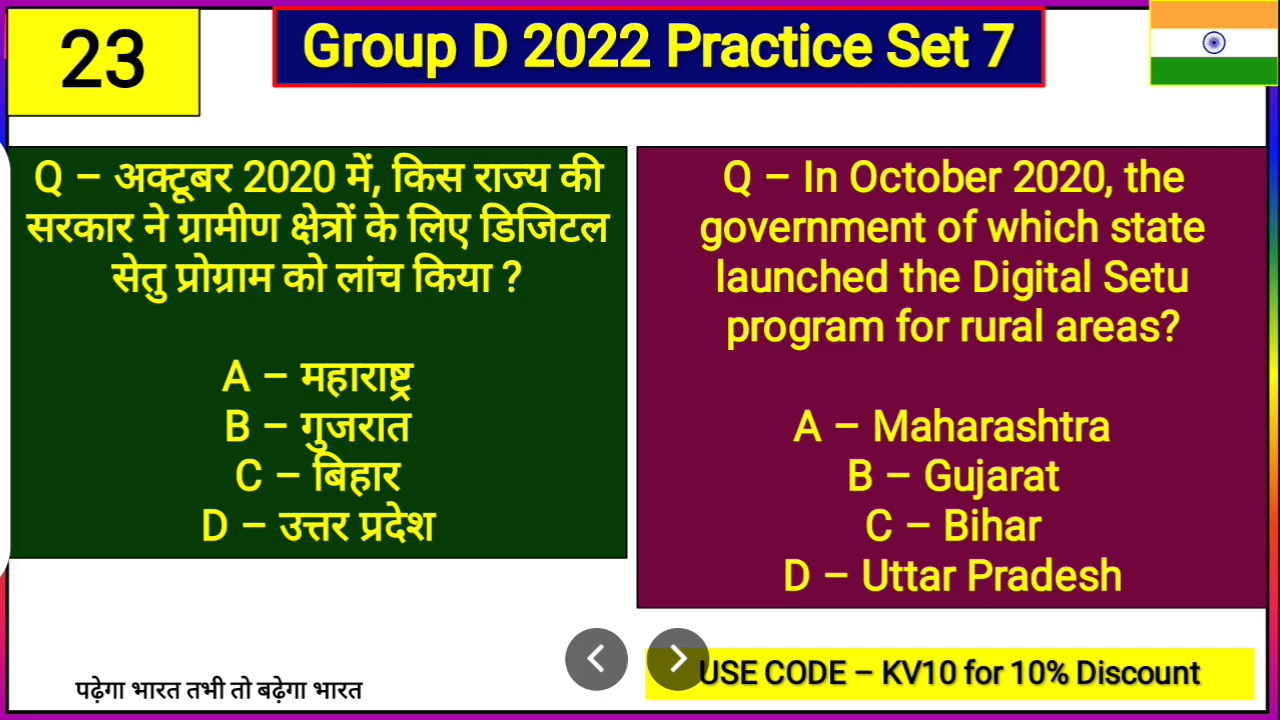 23
Group D 2022 Practice Set 7
Q – अक्टूबर 2020 में, किस राज्य की
सरकार ने ग्रामीण क्षेत्रों के लिए डिजिटल
सेतु प्रोग्राम को लांच किया ?
A – महाराष्ट्र
B – गुजरात
C – बिहार
D – उत्तर प्रदेश
Q – In October 2020, the
government of which state
launched the Digital Setu
program for rural areas?
A – Maharashtra
B – Gujarat
C – Bihar
D – Uttar Pradesh
पढ़ेगा भारत तभी तो बढ़ेगा भारत
USE CODE – KV10 for 10% Discount